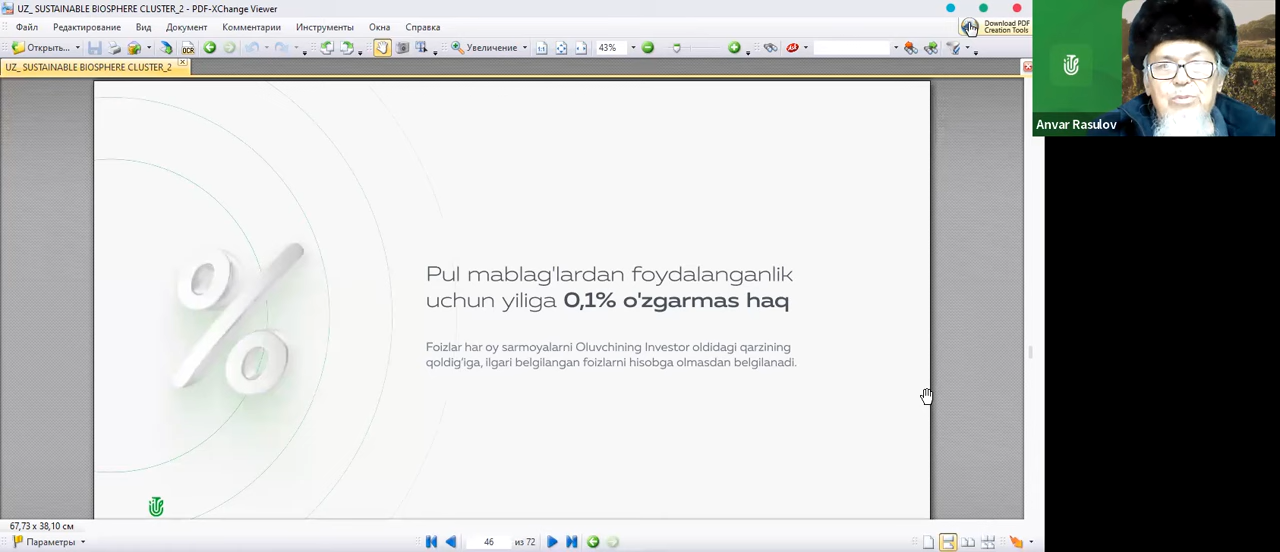 UZ_ SUSTAINABLE BIOSPHERE CLUSTER_2 - PDF-XChange Viewer
Файл Редактирование Вид Документ Комментарии Инструменты Окна Справка
Download PDF
Creation Tools
Открыть... OCR Увеличение 43%
UZ_ SUSTAINABLE BIOSPHERE CLUSTER_2
Anvar Rasulov
Pul mablag'lardan foydalanganlik
uchun yiliga 0,1% o'zgarmas haq
Foizlar har oy sarmoyalarni Oluvchining Investor oldidagi qarzining
qoldig'iga, ilgari belgilangan foizlarni hisobga olmasdan belgilanadi.
67,73 x 38,10 см
Параметры 46 из 72